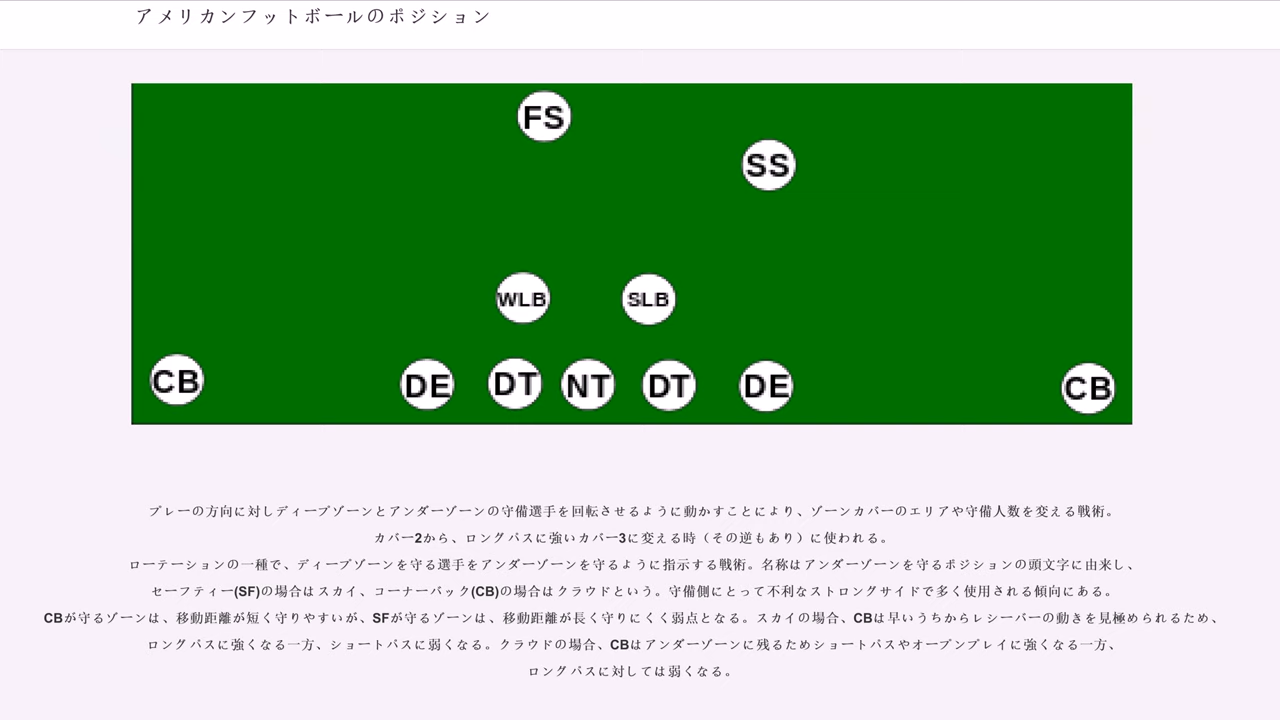 アメリカンフットボールのポジション
FS
SS
WLB SLB
CB DE DT NT DT DE CB
プレーの方向に対しディープゾーンとアンダーゾーンの守備選手を回転させるように動かすことにより、ゾーンカバーのエリアや守備人数を変える戦術。
カバー2から、ロングパスに強いカバー3に変える時（その逆もあり）に使われる。
ローテーションの一種で、ディープゾーンを守る選手をアンダーゾーンを守るように指示する戦術。名称はアンダーゾーンを守るポジションの頭文字に由来し、
セーフティー(SF)の場合はスカイ、コーナーバック(CB)の場合はクラウドという。守備側にとって不利なストロングサイドで多く使用される傾向にある。
CBが守るゾーンは、移動距離が短く守りやすいが、SFが守るゾーンは、移動距離が長く守りにくく弱点となる。スカイの場合、CBは早いうちからレシーバーの動きを見極められるため、
ロングパスに強くなる一方、ショートパスに弱くなる。クラウドの場合、CBはアンダーゾーンに残るためショートパスやオープンプレイに強くなる一方、
ロングパスに対しては弱くなる。